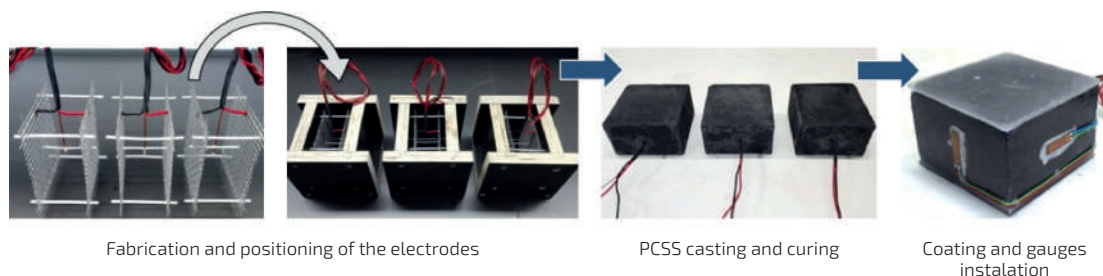 Fabrication and positioning of the electrodes
PCSS casting and curing
Coating and gauges
instalation